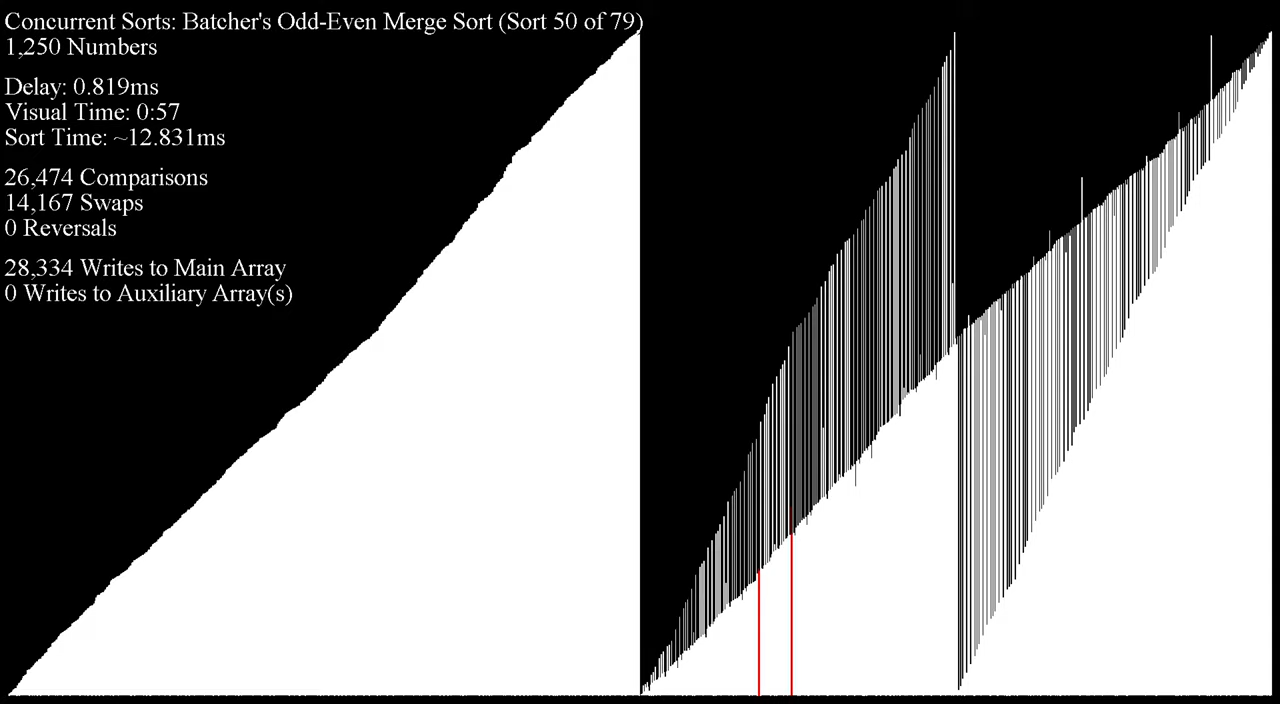 Concurrent Sorts: Batcher's Odd-Even Merge Sort (Sort 50 of 79)
1,250 Numbers
Delay: 0.819ms
Visual Time: 0:57
Sort Time: ~12.831ms
26,474 Comparisons
14,167 Swaps
0 Reversals
28,334 Writes to Main Array
0 Writes to Auxiliary Array(s)